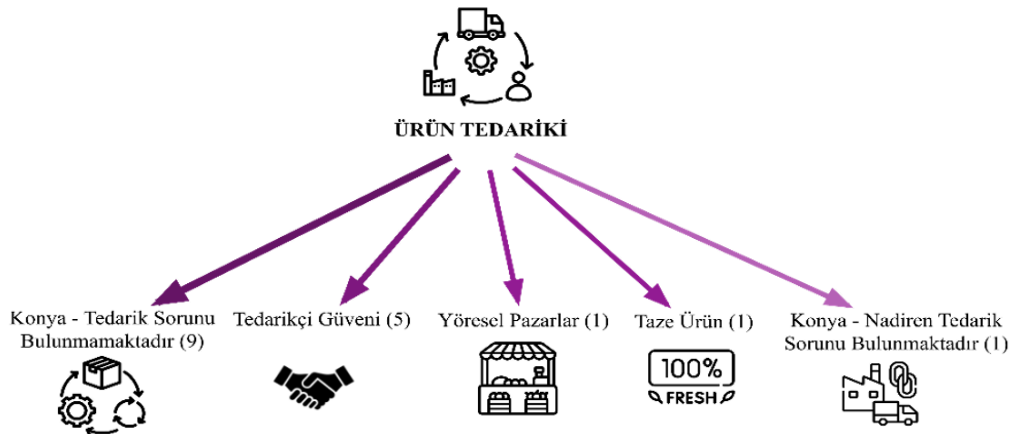 ÜRÜN TEDARİKİ
Konya - Tedarik Sorunu
Bulunmamaktadır (9)
Tedarikçi Güveni (5)
Yöresel Pazarlar (1)
Taze Ürün (1)
Konya - Nadiren Tedarik
Sorunu Bulunmaktadır (1)
100%
FRESH